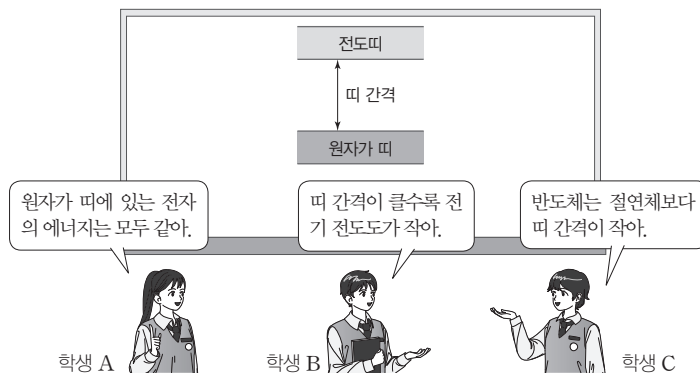 전도띠
띠 간격
원자가 띠
원자가 띠에 있는 전자
의 에너지는 모두 같아.
띠 간격이 클수록 전
기 전도도가 작아.
반도체는 절연체보다
띠 간격이 작아.
학생 A
학생 B
학생 C